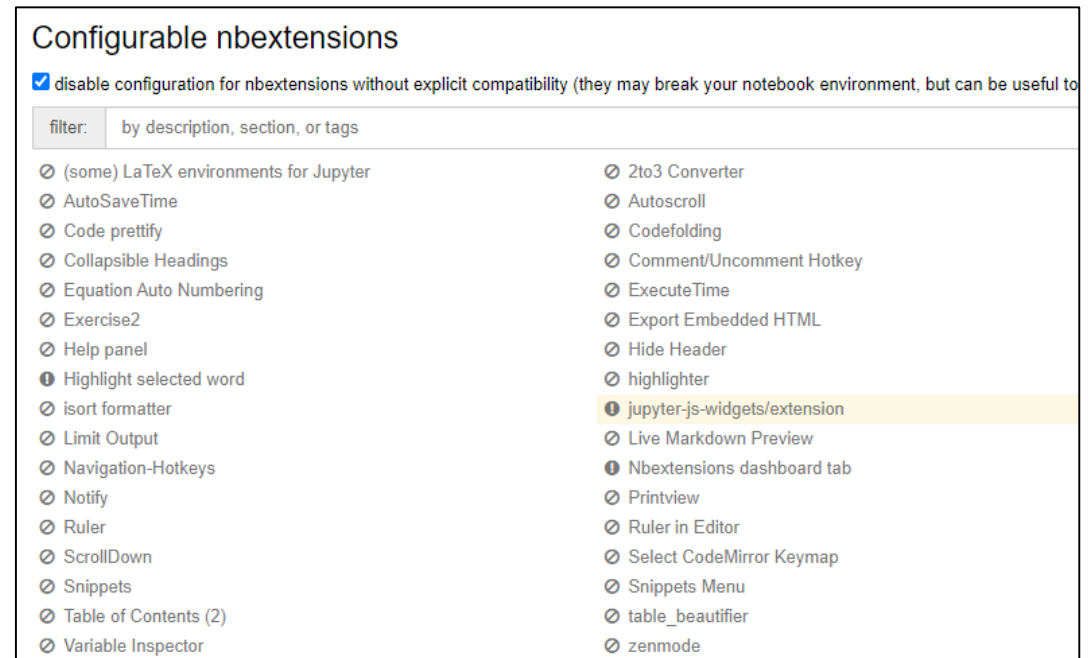 Configurable nbextensions
disable configuration for nbextensions without explicit compatibility (they may break your notebook environment, but can be useful to
filter: by description, section, or tags
(some) LaTeX environments for Jupyter
2to3 Converter
AutoSaveTime
Autoscroll
Code prettify
Codefolding
Collapsible Headings
Comment/Uncomment Hotkey
Equation Auto Numbering
ExecuteTime
Exercise2
Export Embedded HTML
Help panel
Hide Header
Highlight selected word
highlighter
isort formatter
jupyter-js-widgets/extension
Limit Output
Live Markdown Preview
Navigation-Hotkeys
Nbextensions dashboard tab
Notify
Printview
Ruler
Ruler in Editor
ScrollDown
Select CodeMirror Keymap
Snippets
Snippets Menu
Table of Contents (2)
table_beautifier
Variable Inspector
zenmode